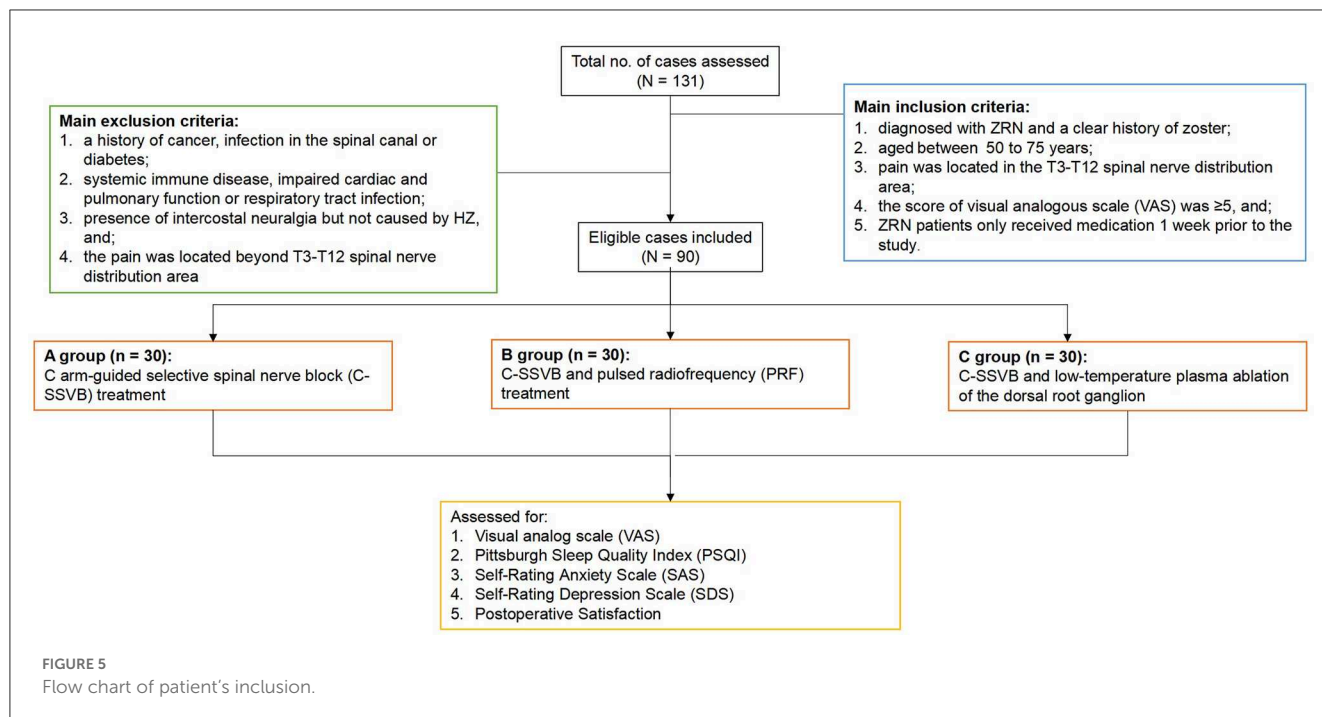 Total no. of cases assessed
(N = 131)
Main exclusion criteria:
1. a history of cancer, infection in the spinal canal or
diabetes;
2. systemic immune disease, impaired cardiac and
pulmonary function or respiratory tract infection;
3. presence of intercostal neuralgia but not caused by HZ,
and;
4. the pain was located beyond T3-T12 spinal nerve
distribution area
Main inclusion criteria:
1. diagnosed with ZRN and a clear history of zoster;
2. aged between 50 to 75 years;
3. pain was located in the T3-T12 spinal nerve distribution
area;
4. the score of visual analogous scale (VAS) was ≥5, and;
5. ZRN patients only received medication 1 week prior to the
study.
Eligible cases included
(N = 90)
A group (n = 30):
C arm-guided selective spinal nerve block (C-
SSVB) treatment
B group (n = 30):
C-SSVB and pulsed radiofrequency (PRF)
treatment
C group (n = 30):
C-SSVB and low-temperature plasma ablation
of the dorsal root ganglion
Assessed for:
1. Visual analog scale (VAS)
2. Pittsburgh Sleep Quality Index (PSQI)
3. Self-Rating Anxiety Scale (SAS)
4. Self-Rating Depression Scale (SDS)
5. Postoperative Satisfaction
FIGURE 5
Flow chart of patient's inclusion.